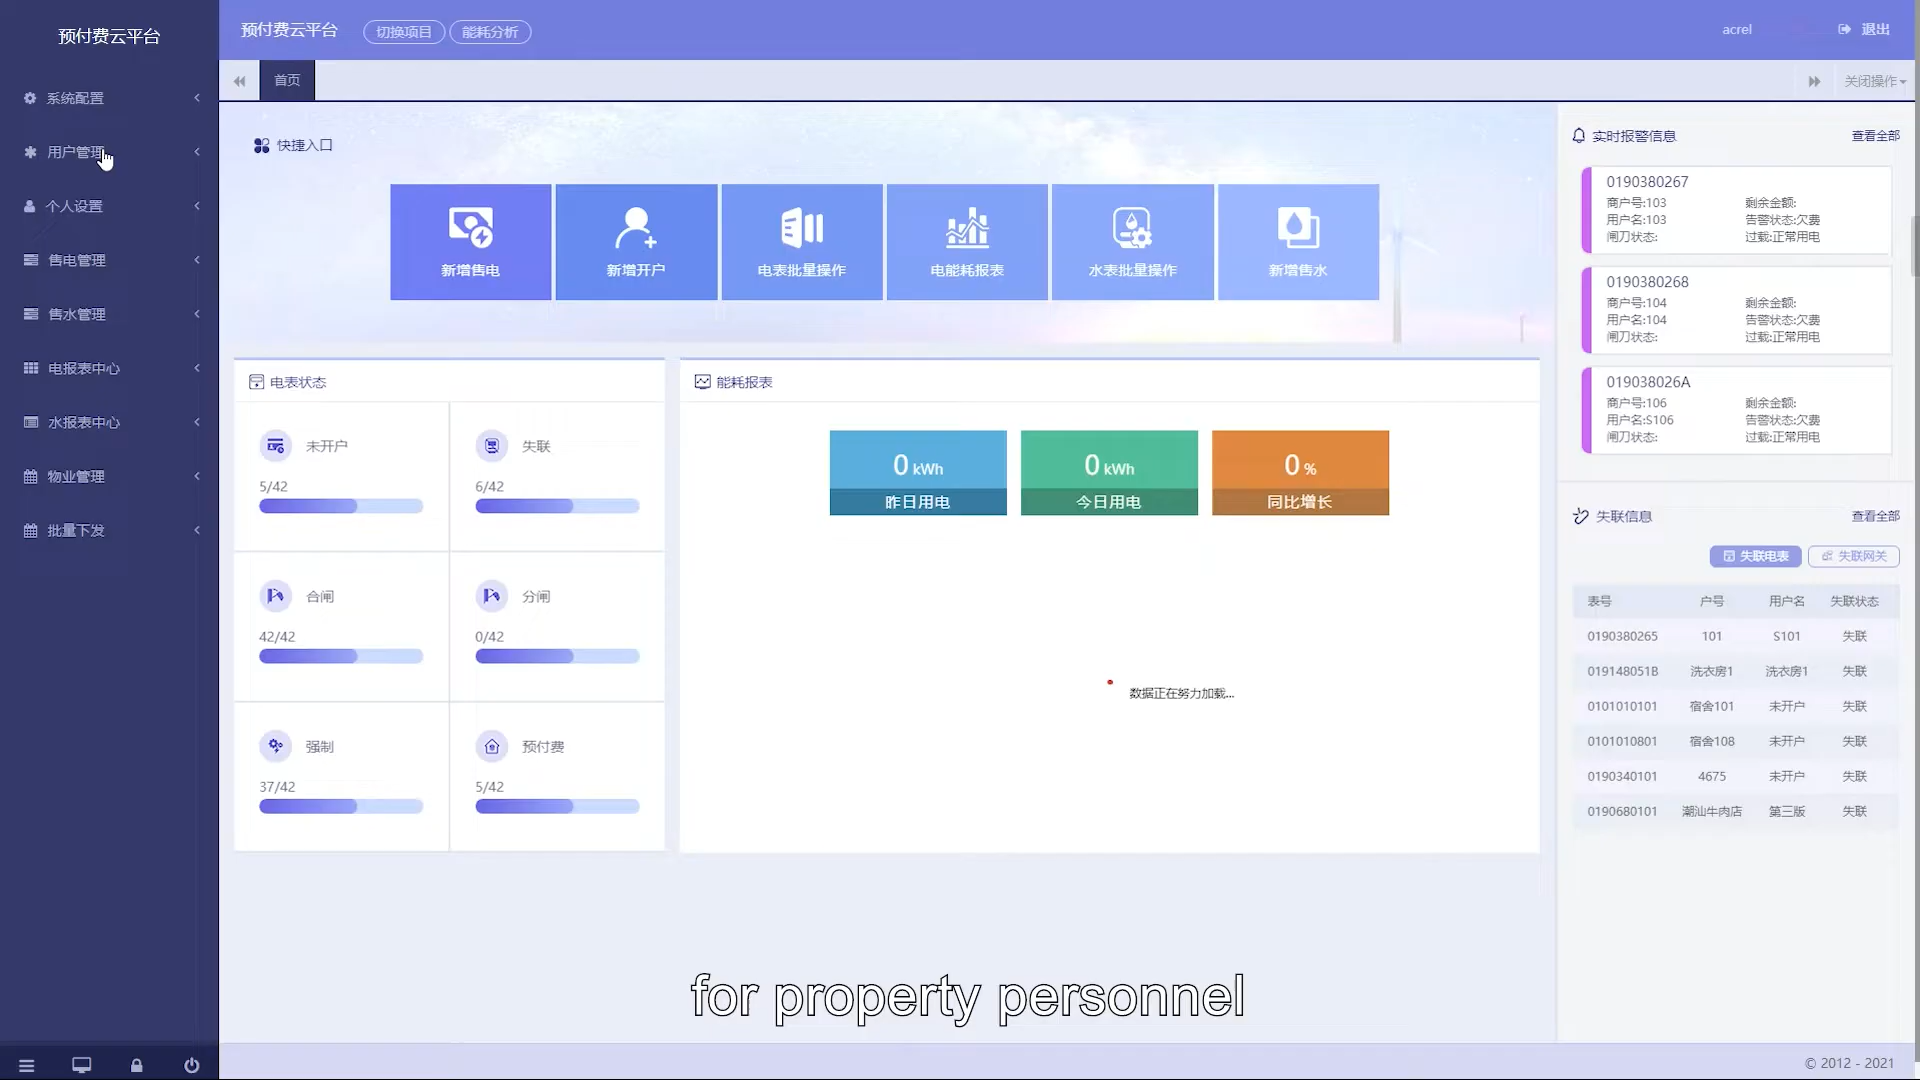 预付费云平台
系统配置
用户管理
个人设置
售电管理
售水管理
电报表中心
水报表中心
物业管理
批量下发
预付费云平台
切换项目
能耗分析
acrel
退出
首页
关闭操作
快捷入口
新增售电
新增开户
电表批量操作
电能耗报表
水表批量操作
新增售水
电表状态
未开户
5/42
失联
6/42
合闸
42/42
分闸
0/42
强制
37/42
预付费
5/42
能耗报表
0 kWh
昨日用电
0 kWh
今日用电
0 %
同比增长
数据正在努力加载...
实时报警信息
查看全部
0190380267
商户号:103 剩余金额:
用户名:103 告警状态:欠费
闸刀状态: 过载:正常用电
0190380268
商户号:104 剩余金额:
用户名:104 告警状态:欠费
闸刀状态: 过载:正常用电
019038026A
商户号:106 剩余金额:
用户名:S106 告警状态:欠费
闸刀状态: 过载:正常用电
失联信息
查看全部
失联电表
失联网关
表号 户号 用户名 失联状态
0190380265 101 S101 失联
019148051B 洗衣房1 洗衣房1 失联
0101010101 宿舍101 未开户 失联
0101010801 宿舍108 未开户 失联
0190340101 4675 未开户 失联
0190680101 潮汕牛肉店 第三版 失联
for property personnel
© 2012 - 2021